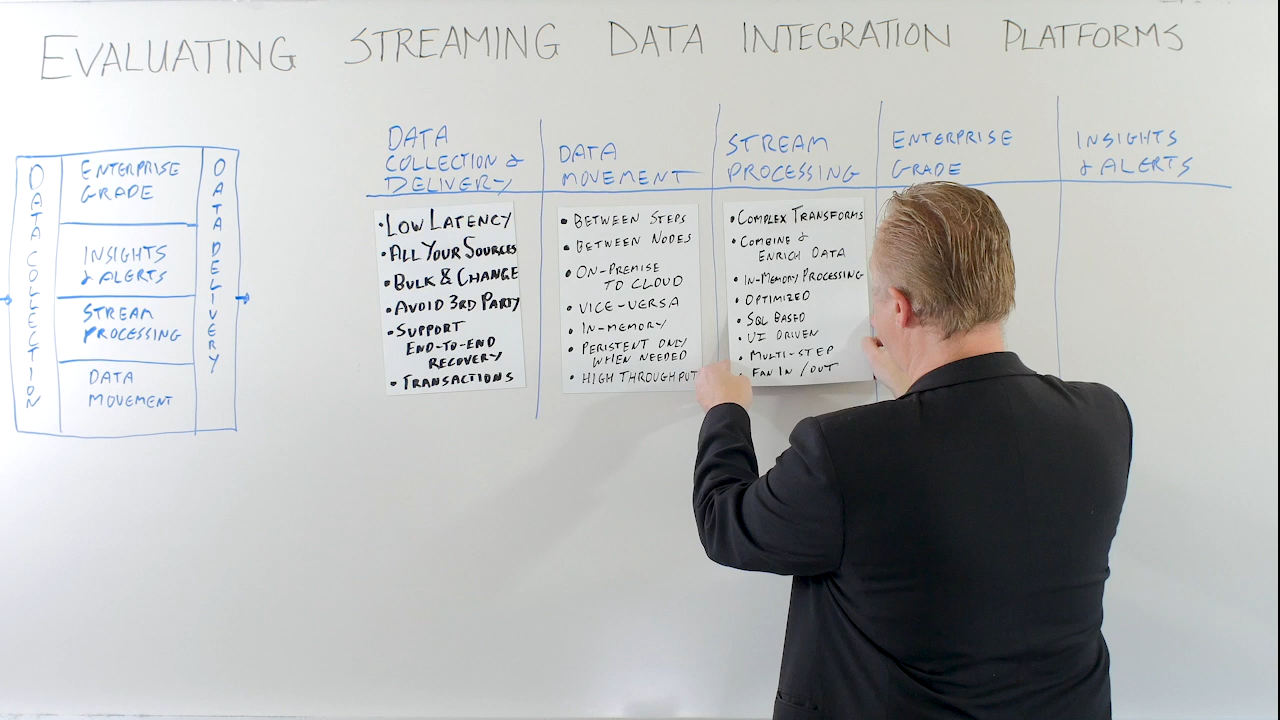 EVALUATING STREAMING DATA INTEGRATION PLATFORMS
DATA COLLECTION
ENTERPRISE
GRADE
INSIGHTS
& ALERTS
STREAM
PROCESSING
DATA
MOVEMENT
DATA DELIVERY
DATA
COLLECTION &
DELIVERY
• LOW LATENCY
• ALL YOUR SOURCES
• BULK & CHANGE
• AVOID 3RD PARTY
• SUPPORT
END-TO-END
RECOVERY
• TRANSACTIONS
DATA
MOVEMENT
• BETWEEN STEPS
• BETWEEN NODES
• ON-PREMISE
TO CLOUD
• VICE-VERSA
• IN-MEMORY
• PERISTENT ONLY
WHEN NEEDED
• HIGH THROUGHPUT
STREAM
PROCESSING
• COMPLEX TRANSFORMS
• COMBINE &
ENRICH DATA
• IN-MEMORY PROCESSING
• OPTIMIZED
• SQL BASED
• UI DRIVEN
• MULTI-STEP
• FAN IN / OUT
ENTERPRISE
GRADE
INSIGHTS
& ALERTS